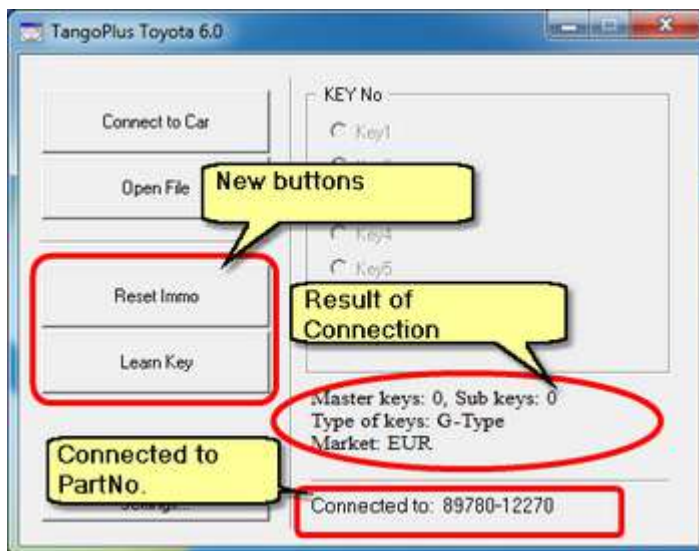 TangoPlus Toyota 6.0
Connect to Car
Open File
Reset Immo
Learn Key
KEY No
Key1
Key4
Key5
New buttons
Result of
Connection
Master keys: 0, Sub keys: 0
Type of keys: G-Type
Market: EUR
Connected to
PartNo.
Connected to: 89780-12270